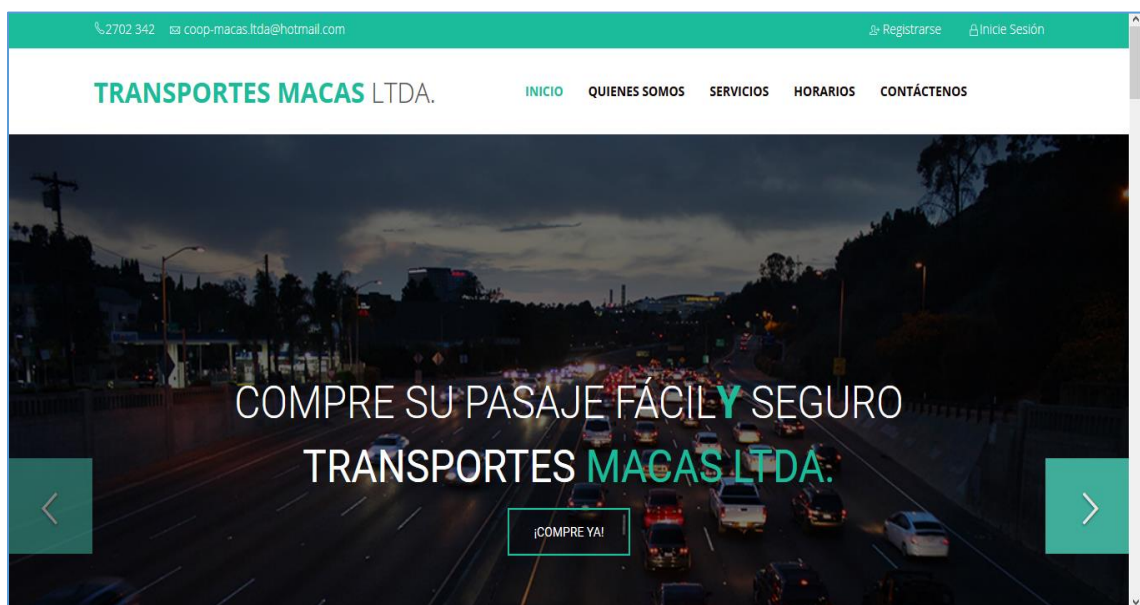 2702 342 coop-macas.ltda@hotmail.com Registrarse Inicie Sesión
TRANSPORTES MACAS LTDA. INICIO QUIENES SOMOS SERVICIOS HORARIOS CONTÁCTENOS
COMPRE SU PASAJE FÁCILY SEGURO
TRANSPORTES MACAS LTDA.
¡COMPRE YA!